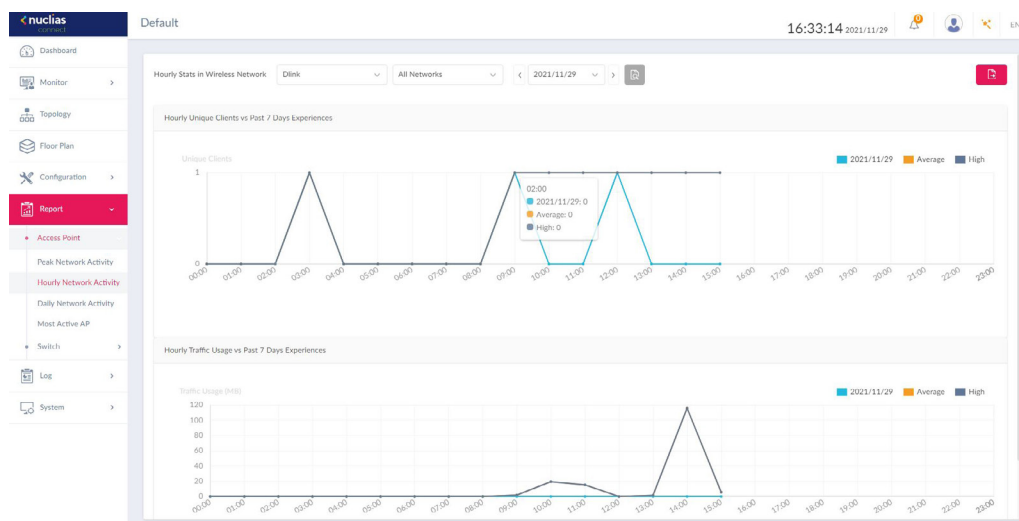 nuclias
connect
Default
16:33:14 2021/11/29
0
EN
Dashboard
Monitor
Topology
Floor Plan
Configuration
Report
Access Point
Peak Network Activity
Hourly Network Activity
Daily Network Activity
Most Active AP
Switch
Log
System
Hourly Stats in Wireless Network
Dlink
All Networks
2021/11/29
Hourly Unique Clients vs Past 7 Days Experiences
Unique Clients
2021/11/29 Average High
1
0
02:00
2021/11/29: 0
Average: 0
High: 0
00:00 01:00 02:00 03:00 04:00 05:00 06:00 07:00 08:00 09:00 10:00 11:00 12:00 13:00 14:00 15:00 16:00 17:00 18:00 19:00 20:00 21:00 22:00 23:00
Hourly Traffic Usage vs Past 7 Days Experiences
Traffic Usage (MB)
2021/11/29 Average High
120
100
80
60
40
20
0
00:00 01:00 02:00 03:00 04:00 05:00 06:00 07:00 08:00 09:00 10:00 11:00 12:00 13:00 14:00 15:00 16:00 17:00 18:00 19:00 20:00 21:00 22:00 23:00